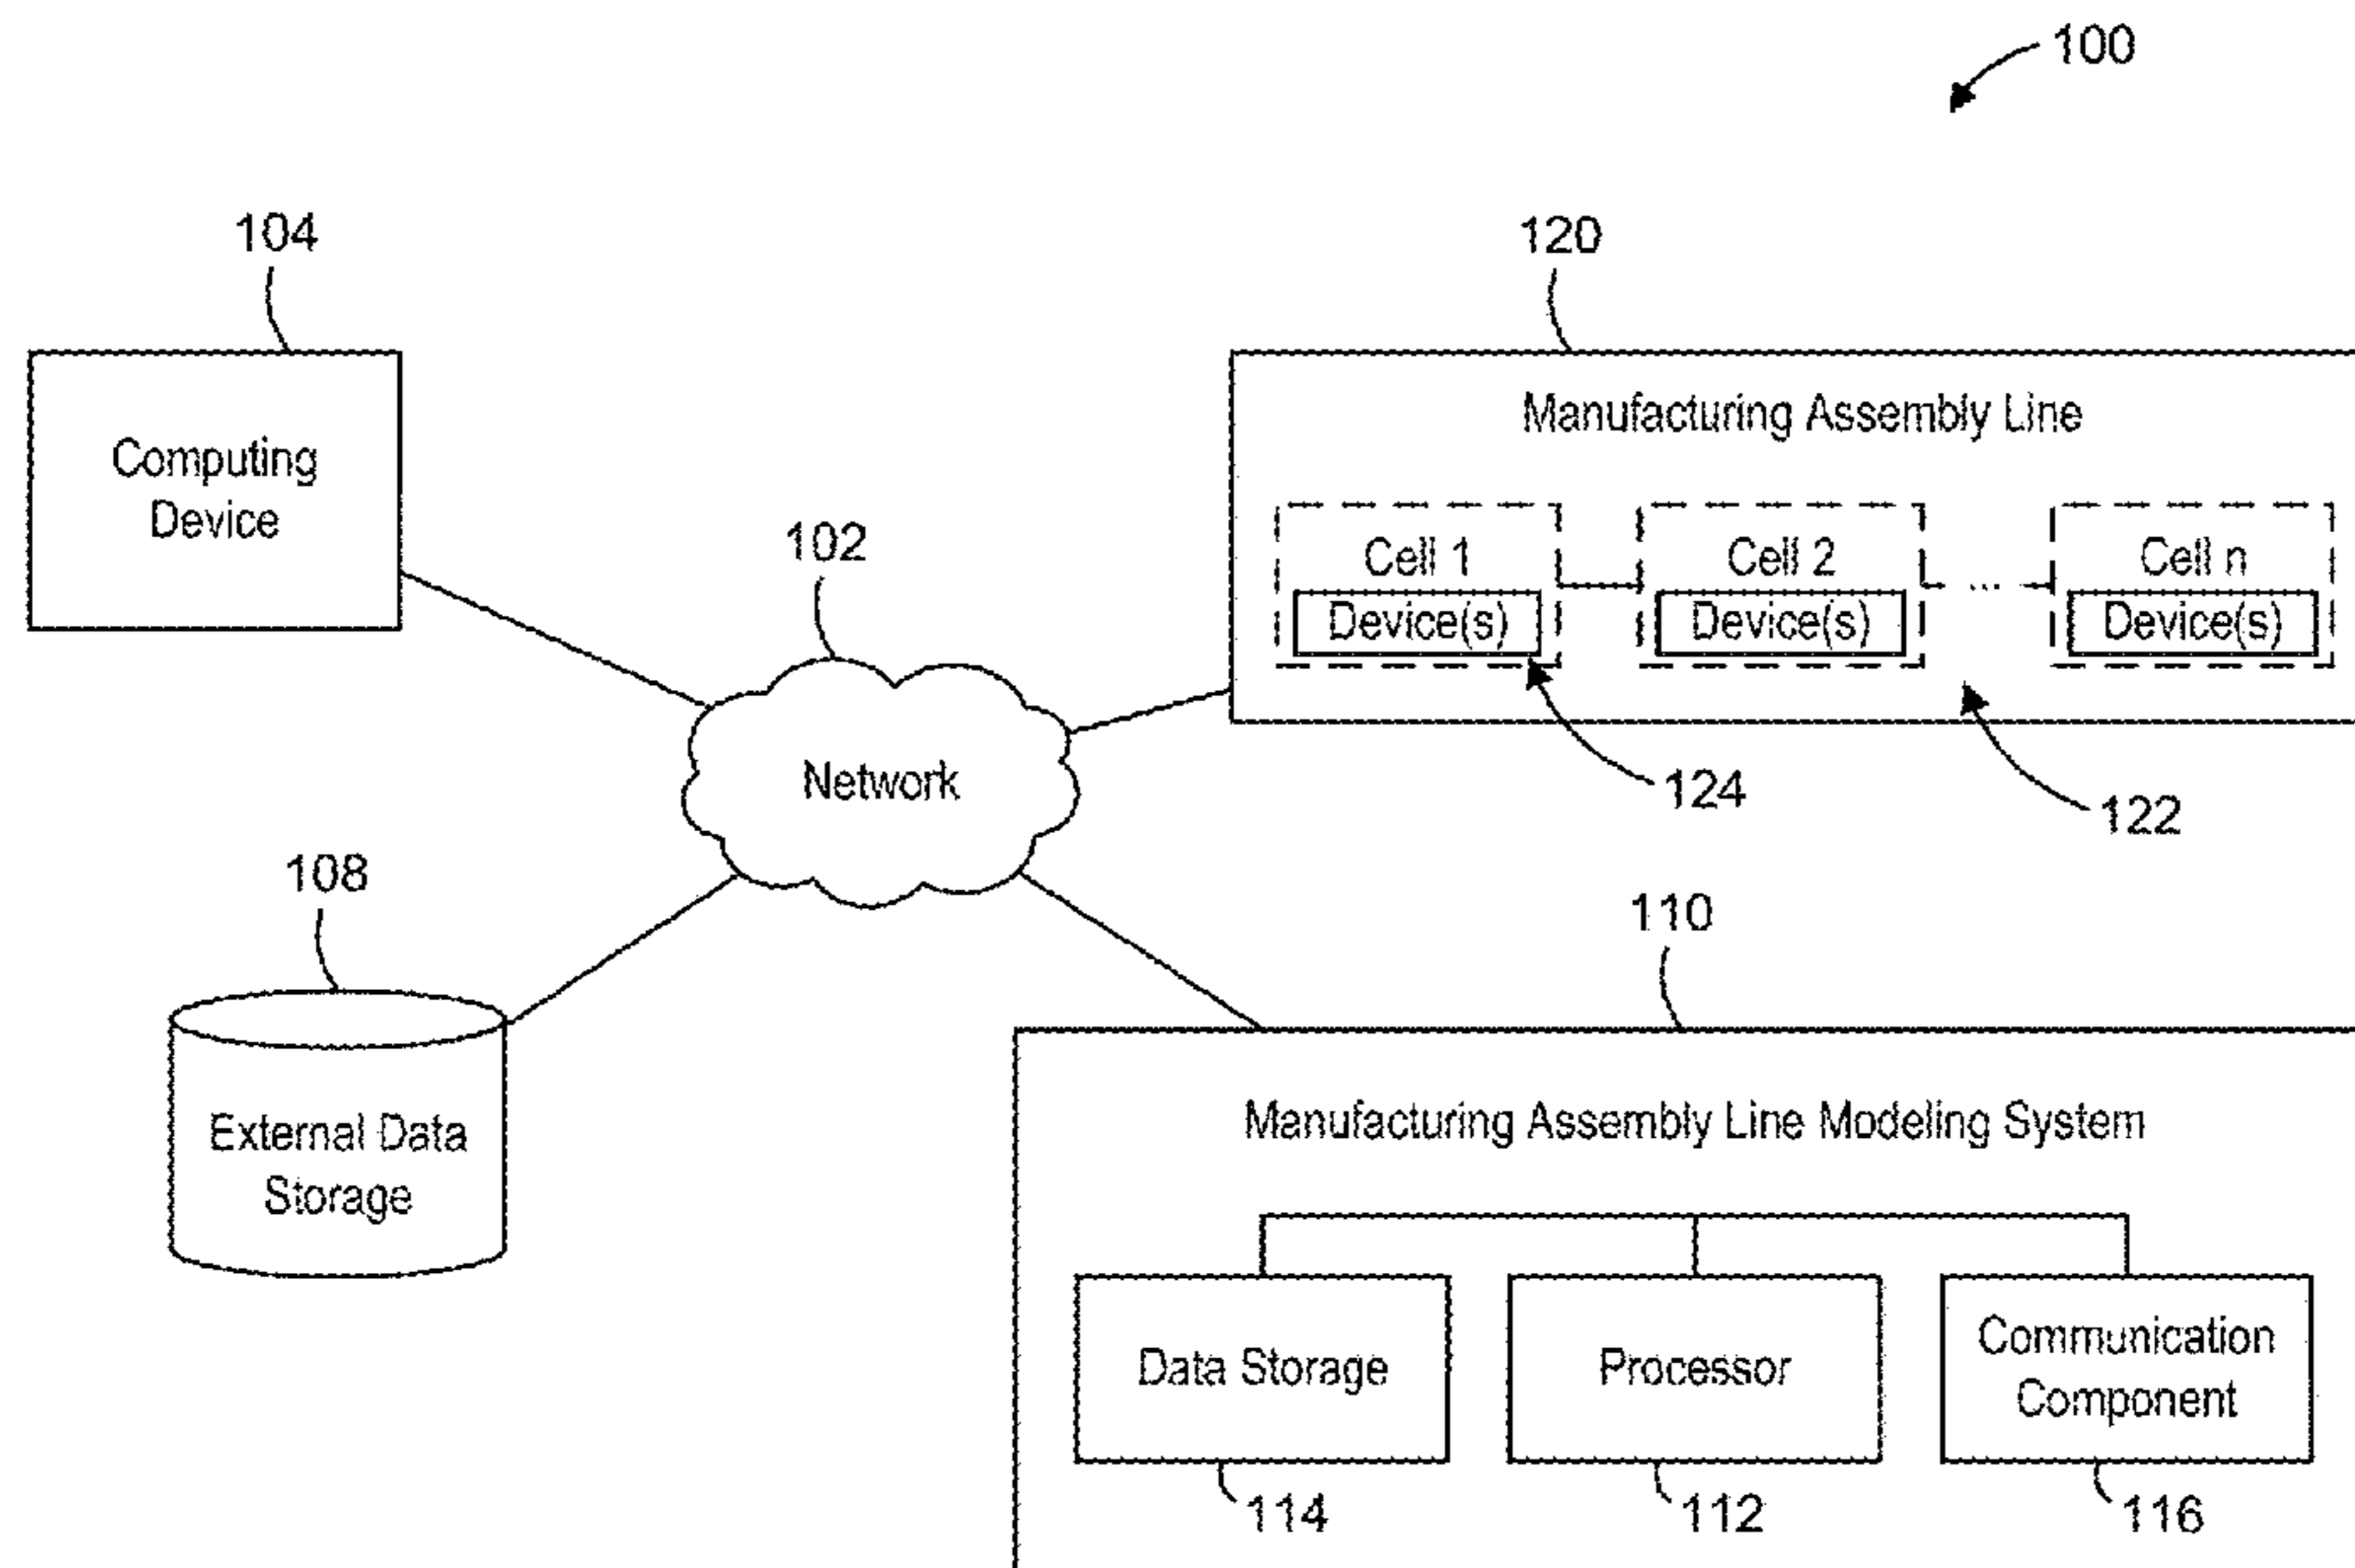 100
104
120
Manufacturing Assembly Line
Computing
Device
102
Cell 1
Cell 2
...
Cell n
Device(s)
Device(s)
Device(s)
Network
124
122
108
110
External Data
Storage
Manufacturing Assembly Line Modeling System
Data Storage
Processor
Communication
Component
114
112
116